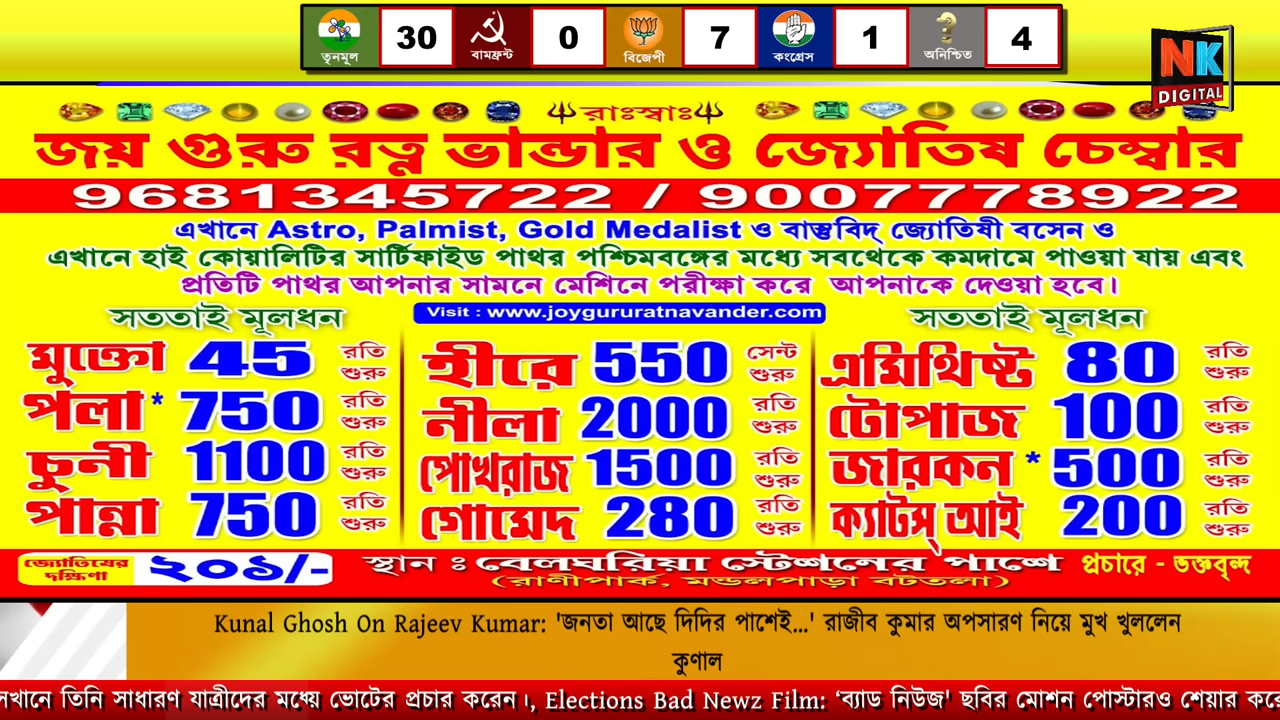 30 0 7 1 4
তৃনমূল বামফ্রন্ট বিজেপী কংগ্রেস অনিশ্চিত
NK
DIGITAL
রাঃস্বাঃ
জয় গুরু রত্ন ভান্ডার ও জ্যোতিষ চেম্বার
9681345722 / 9007778922
এখানে Astro, Palmist, Gold Medalist ও বাস্তুবিদ্ জ্যোতিষী বসেন ও
এখানে হাই কোয়ালিটির সার্টিফাইড পাথর পশ্চিমবঙ্গের মধ্যে সবথেকে কমদামে পাওয়া যায় এবং
প্রতিটি পাথর আপনার সামনে মেশিনে পরীক্ষা করে আপনাকে দেওয়া হবে।
সততাই মূলধন
Visit : www.joygururatnavander.com
সততাই মূলধন
মুক্তো 45 রতি শুরু
পলা * 750 রতি শুরু
চুনী 1100 রতি শুরু
পান্না 750 রতি শুরু
হীরে 550 সেন্ট শুরু
নীলা 2000 রতি শুরু
পোখরাজ 1500 রতি শুরু
গোমেদ 280 রতি শুরু
এমিথিষ্ট 80 রতি শুরু
টোপাজ 100 রতি শুরু
জারকন * 500 রতি শুরু
ক্যাটস্ আই 200 রতি শুরু
জ্যোতিষের দক্ষিণা ২০১/-
স্থান ঃ বেলঘরিয়া স্টেশনের পাশে
(রানীপার্ক, মন্ডলপাড়া বটতলা)
প্রচারে - ভক্তবৃন্দ
Kunal Ghosh On Rajeev Kumar: 'জনতা আছে দিদির পাশেই...' রাজীব কুমার অপসারণ নিয়ে মুখ খুললেন
কুণাল
সেখানে তিনি সাধারণ যাত্রীদের মধ্যে ভোটের প্রচার করেন।, Elections Bad Newz Film: ‘ব্যাড নিউজ' ছবির মোশন পোস্টারও শেয়ার করে